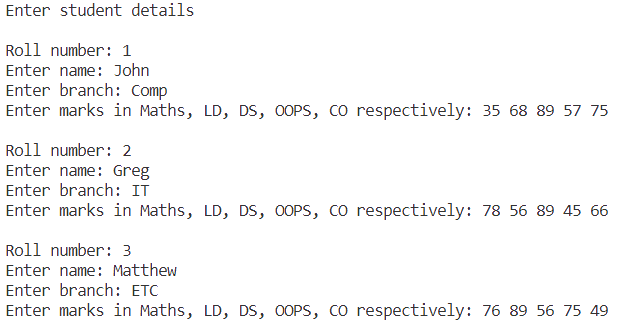 Enter student details
Roll number: 1
Enter name: John
Enter branch: Comp
Enter marks in Maths, LD, DS, OOPS, CO respectively: 35 68 89 57 75
Roll number: 2
Enter name: Greg
Enter branch: IT
Enter marks in Maths, LD, DS, OOPS, CO respectively: 78 56 89 45 66
Roll number: 3
Enter name: Matthew
Enter branch: ETC
Enter marks in Maths, LD, DS, OOPS, CO respectively: 76 89 56 75 49